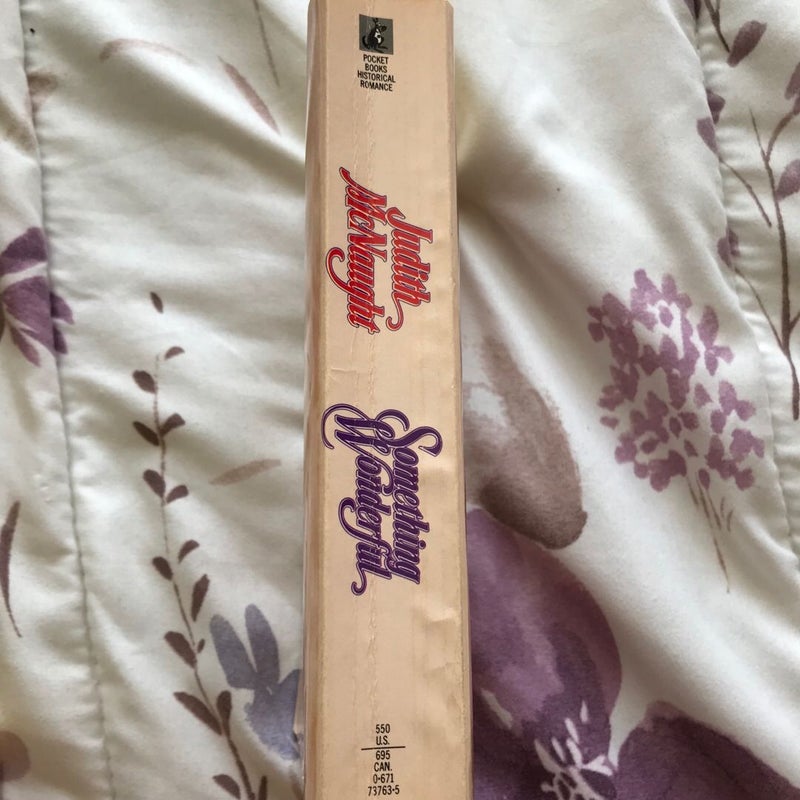 POCKET
BOOKS
HISTORICAL
ROMANCE
Judith
McNaught
Something
Wonderful
550
U.S.
695
CAN.
0-671
73763-5